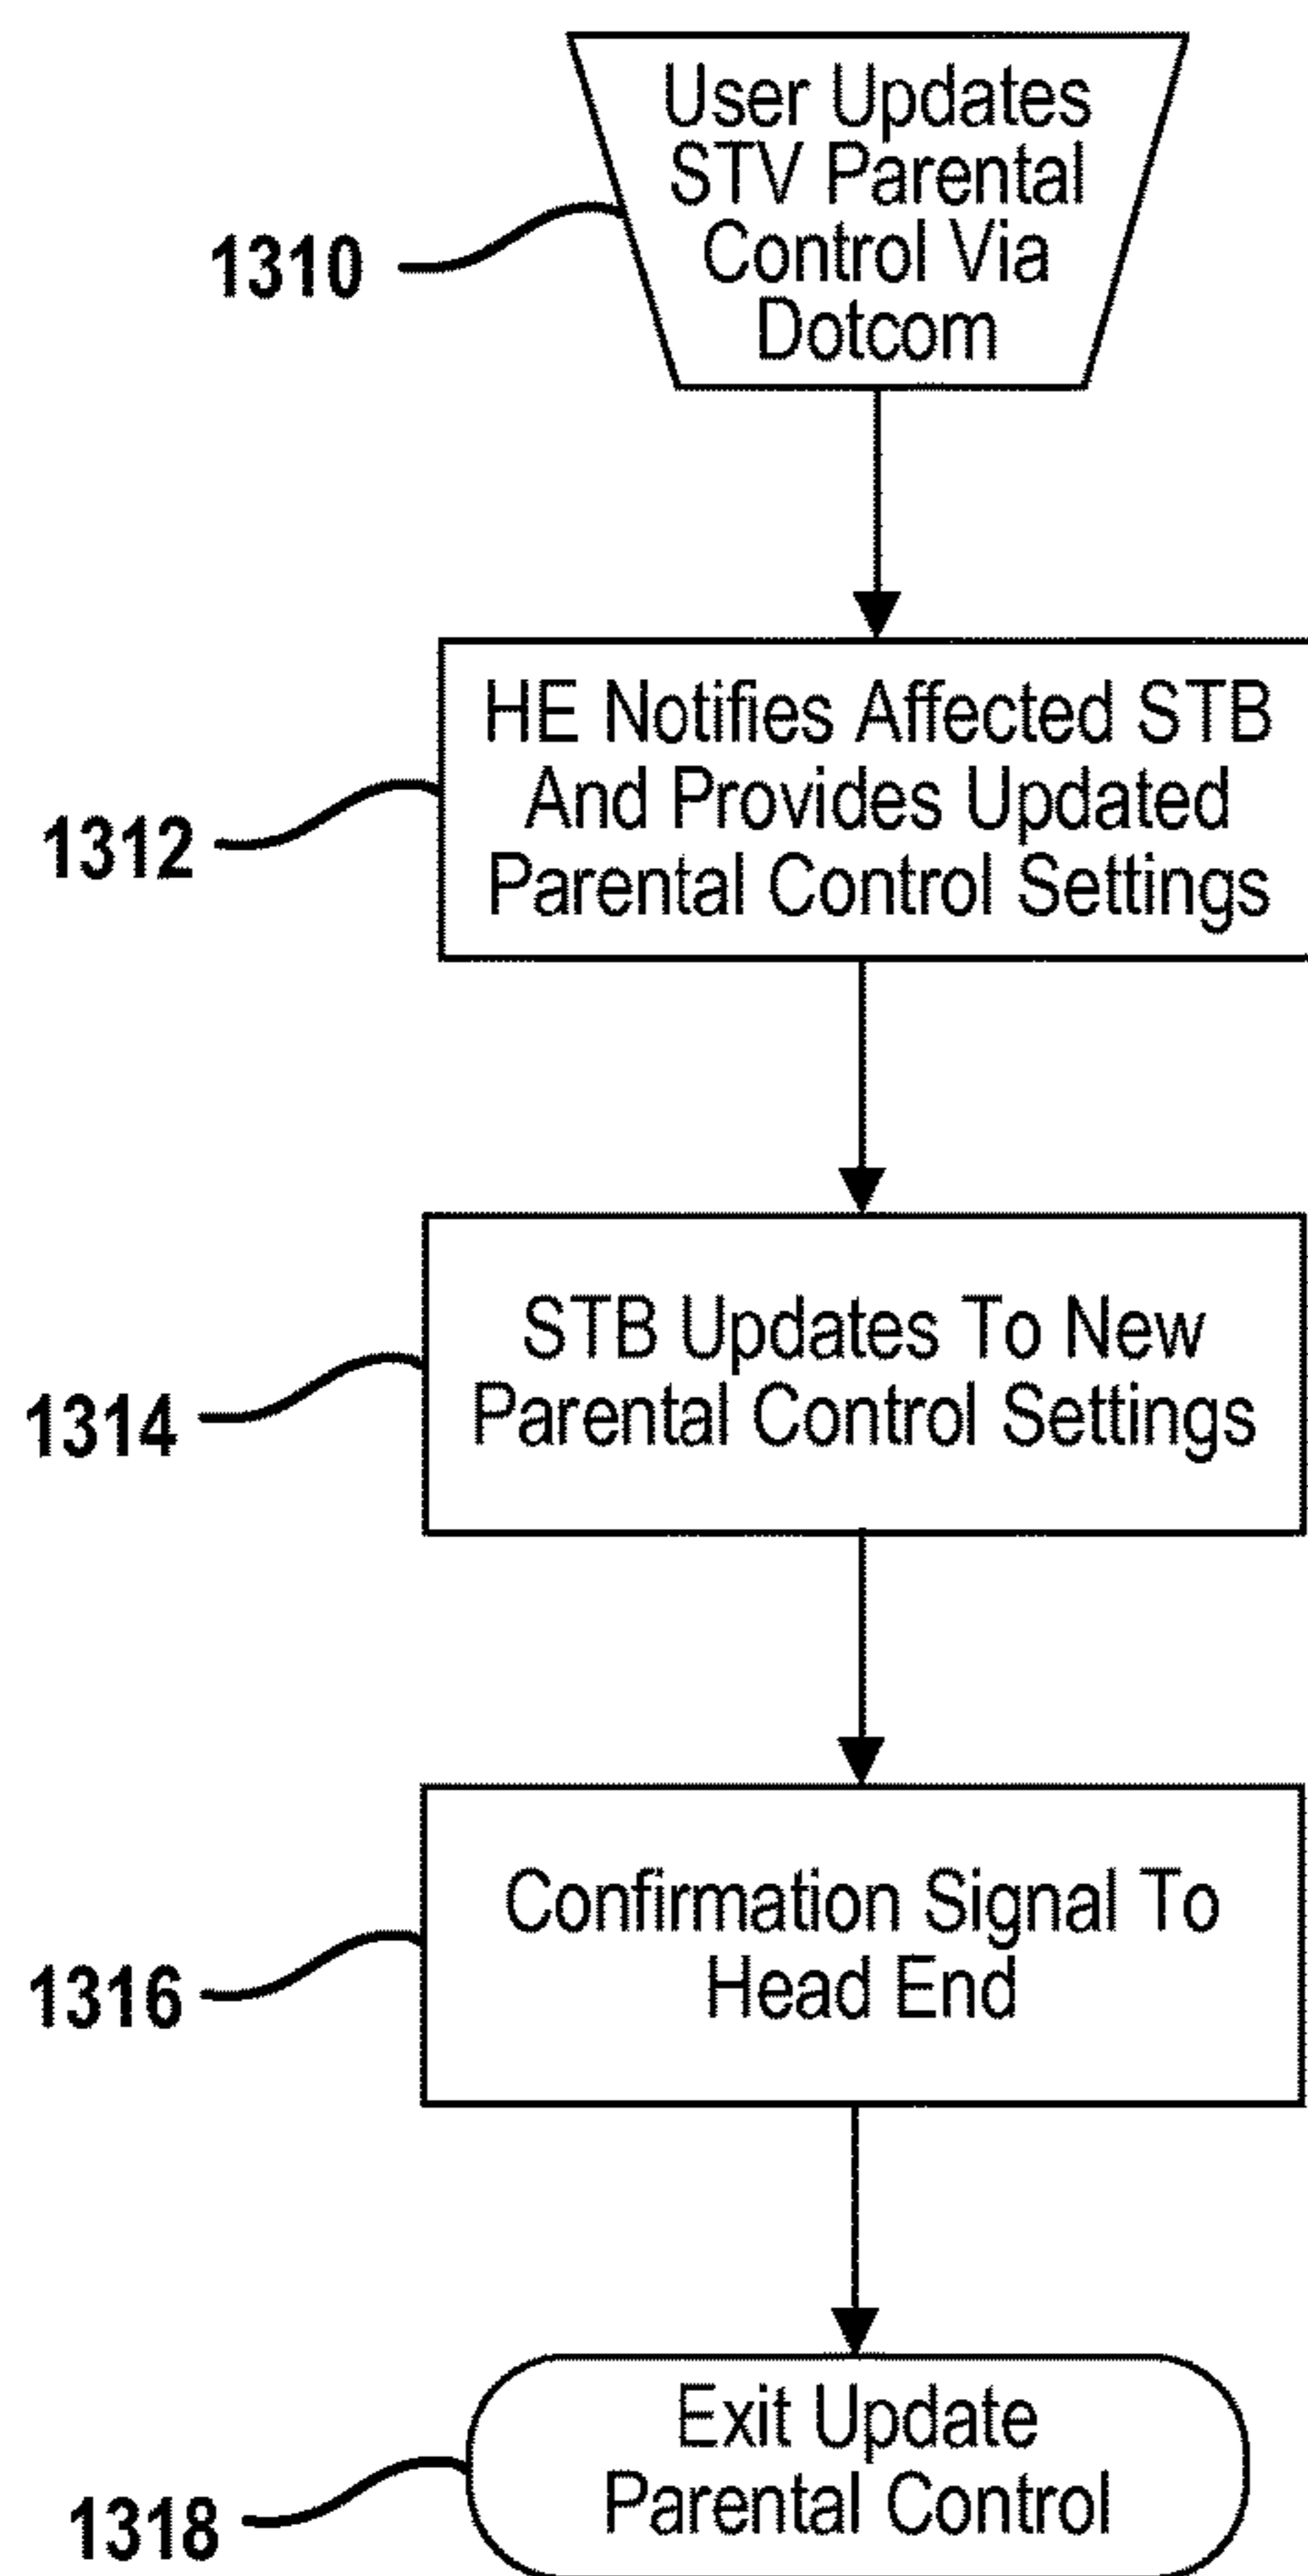 User Updates
STV Parental
Control Via
Dotcom
1310
HE Notifies Affected STB
And Provides Updated
Parental Control Settings
1312
STB Updates To New
Parental Control Settings
1314
Confirmation Signal To
Head End
1316
Exit Update
Parental Control
1318